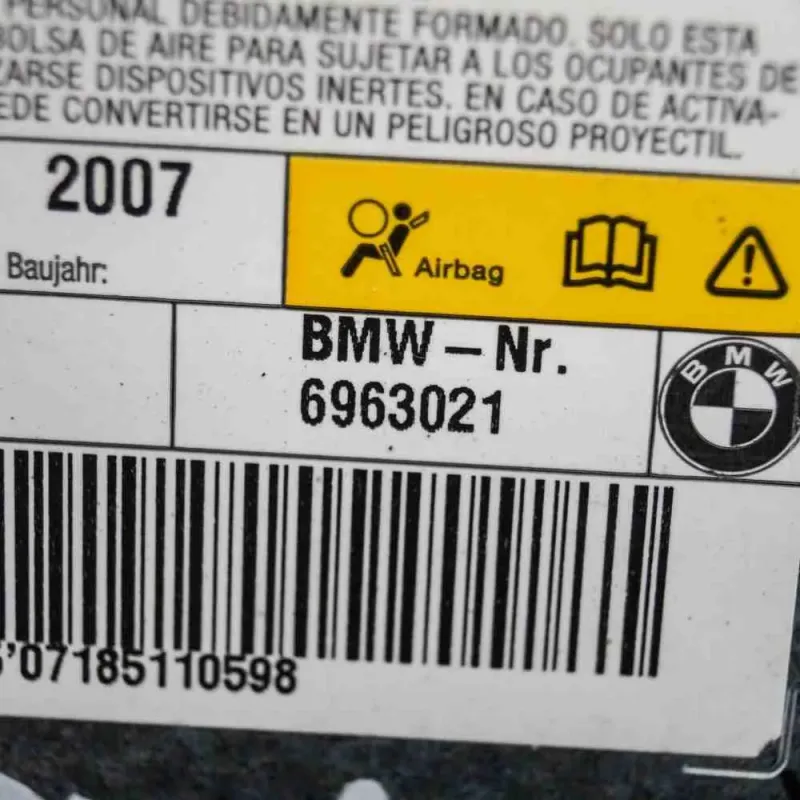 PERSONAL DEBIDAMENTE FORMADO. SOLO ESTA
BOLSA DE AIRE PARA SUJETAR A LOS OCUPANTES DE
ZARSE DISPOSITIVOS INERTES. EN CASO DE ACTIVA-
EDE CONVERTIRSE EN UN PELIGROSO PROYECTIL.
2007
Baujahr:
Airbag
BMW – Nr.
6963021
BMW
'07185110598